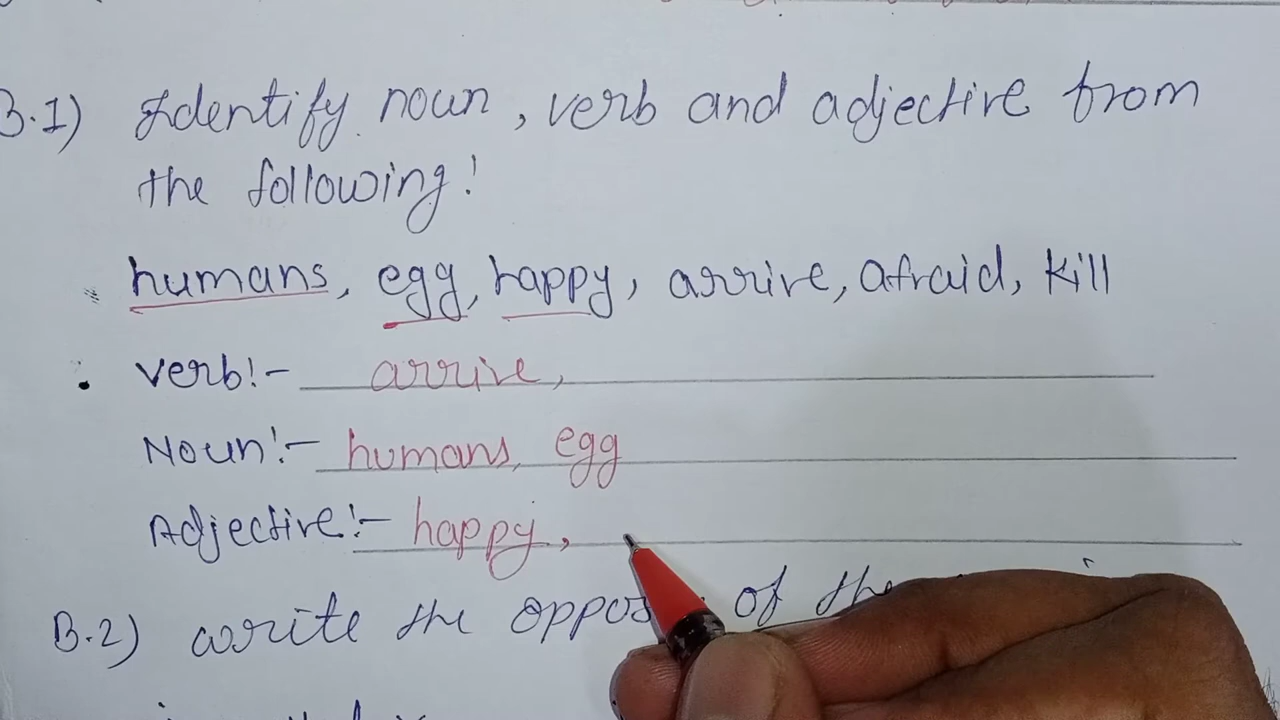 B.1) Identify noun, verb and adjective from
the following!
humans, egg, happy, arrive, afraid, kill
Verb!- arrive,
Noun!- humans, egg
Adjective!- happy,
B.2) write the of the